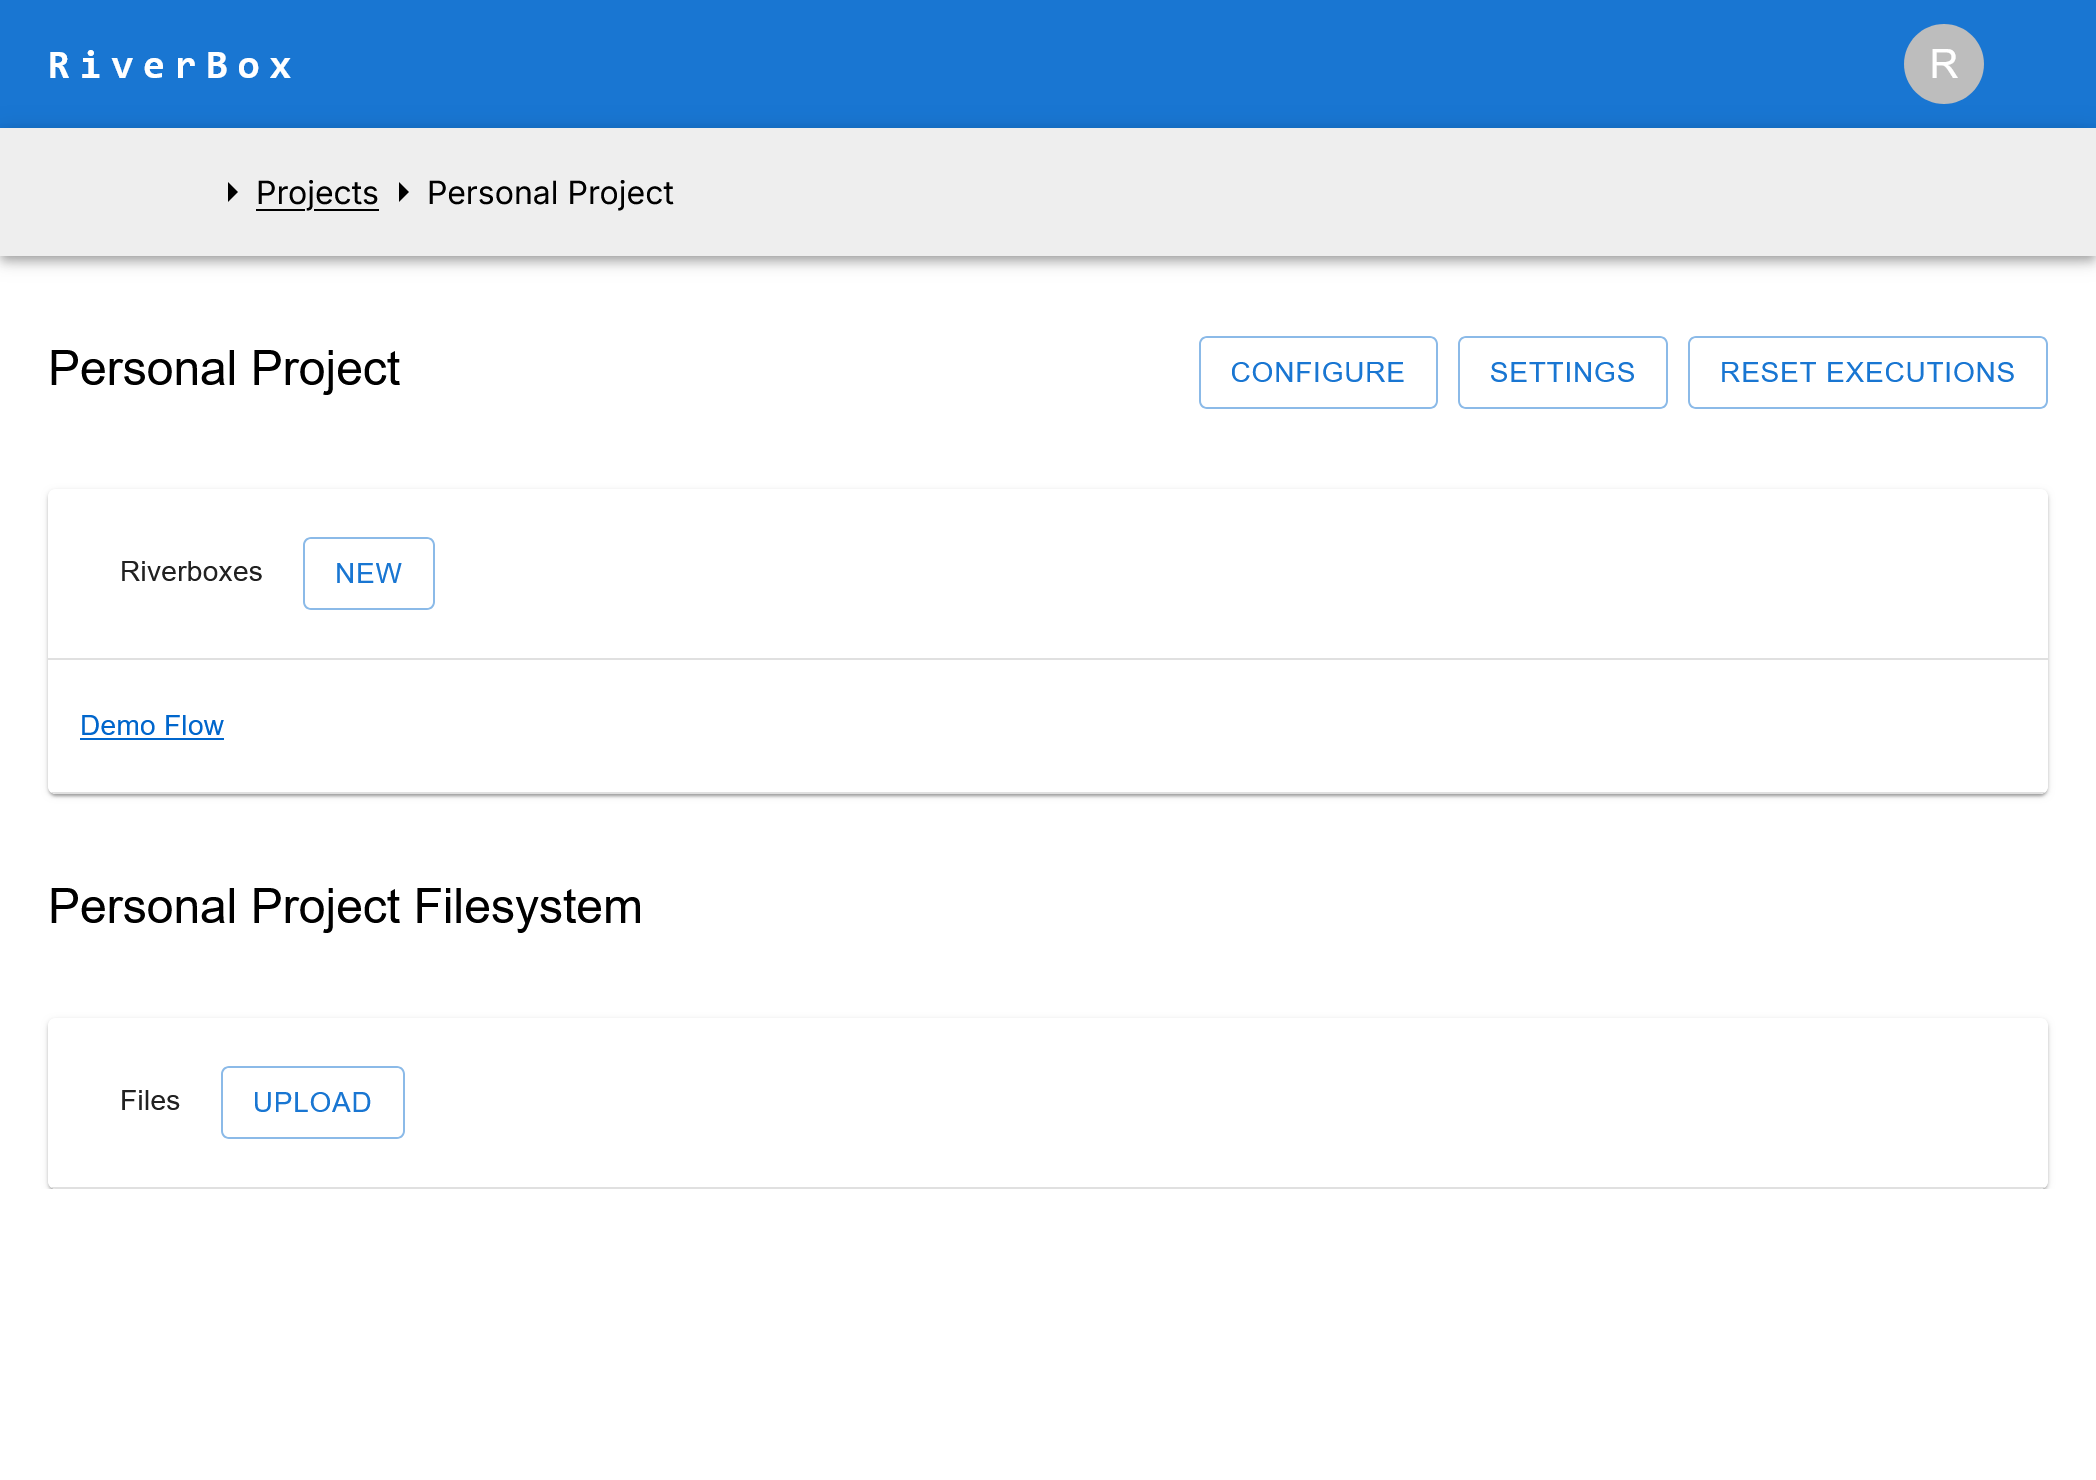 RiverBox
R
Projects Personal Project
Personal Project
CONFIGURE SETTINGS RESET EXECUTIONS
Riverboxes NEW
Demo Flow
Personal Project Filesystem
Files UPLOAD